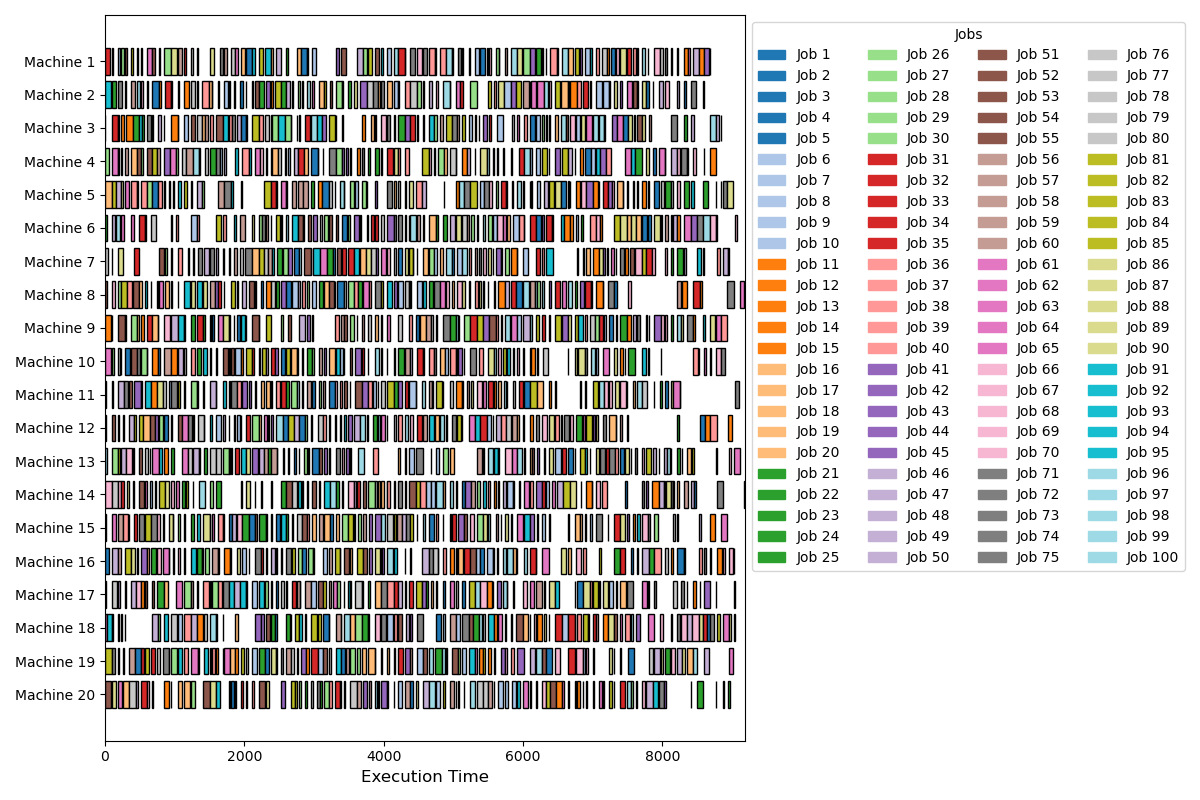 Machine 1
Machine 2
Machine 3
Machine 4
Machine 5
Machine 6
Machine 7
Machine 8
Machine 9
Machine 10
Machine 11
Machine 12
Machine 13
Machine 14
Machine 15
Machine 16
Machine 17
Machine 18
Machine 19
Machine 20
0 2000 4000 6000 8000
Execution Time
Jobs
Job 1 Job 26 Job 51 Job 76
Job 2 Job 27 Job 52 Job 77
Job 3 Job 28 Job 53 Job 78
Job 4 Job 29 Job 54 Job 79
Job 5 Job 30 Job 55 Job 80
Job 6 Job 31 Job 56 Job 81
Job 7 Job 32 Job 57 Job 82
Job 8 Job 33 Job 58 Job 83
Job 9 Job 34 Job 59 Job 84
Job 10 Job 35 Job 60 Job 85
Job 11 Job 36 Job 61 Job 86
Job 12 Job 37 Job 62 Job 87
Job 13 Job 38 Job 63 Job 88
Job 14 Job 39 Job 64 Job 89
Job 15 Job 40 Job 65 Job 90
Job 16 Job 41 Job 66 Job 91
Job 17 Job 42 Job 67 Job 92
Job 18 Job 43 Job 68 Job 93
Job 19 Job 44 Job 69 Job 94
Job 20 Job 45 Job 70 Job 95
Job 21 Job 46 Job 71 Job 96
Job 22 Job 47 Job 72 Job 97
Job 23 Job 48 Job 73 Job 98
Job 24 Job 49 Job 74 Job 99
Job 25 Job 50 Job 75 Job 100